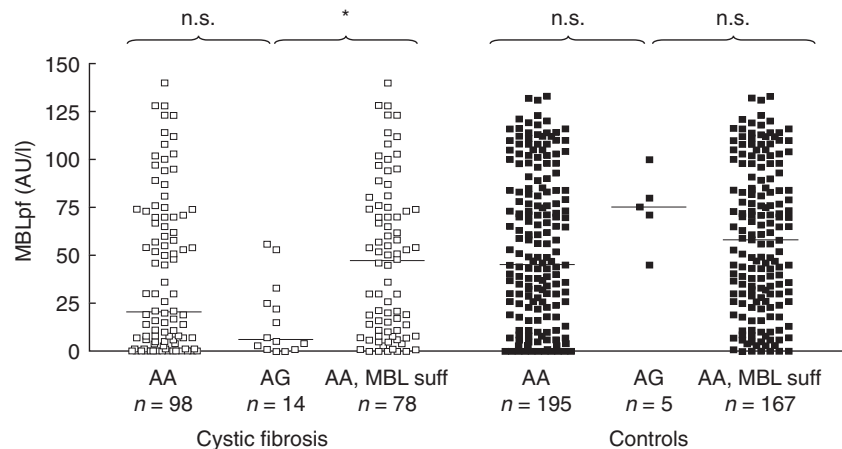 n.s. * n.s. n.s.
MBLpf (AU/l)
150
125
100
75
50
25
0
AA AG AA, MBL suff AA AG AA, MBL suff
n = 98 n = 14 n = 78 n = 195 n = 5 n = 167
Cystic fibrosis Controls